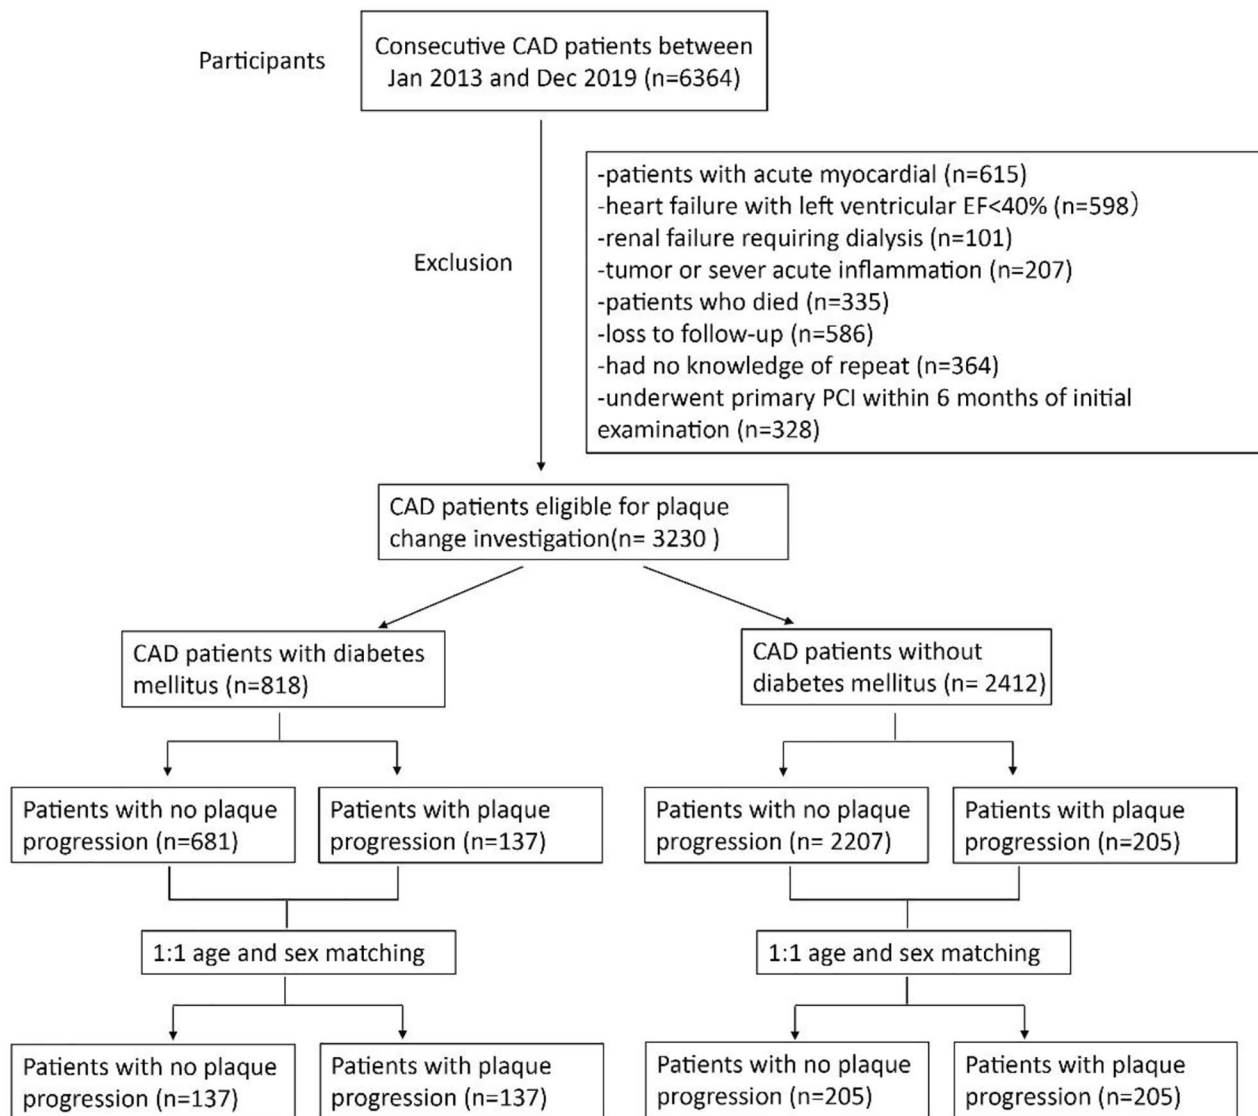 Participants
Consecutive CAD patients between
Jan 2013 and Dec 2019 (n=6364)
Exclusion
-patients with acute myocardial (n=615)
-heart failure with left ventricular EF<40% (n=598）
-renal failure requiring dialysis (n=101)
-tumor or sever acute inflammation (n=207)
-patients who died (n=335)
-loss to follow-up (n=586)
-had no knowledge of repeat (n=364)
-underwent primary PCI within 6 months of initial
examination (n=328)
CAD patients eligible for plaque
change investigation(n= 3230 )
CAD patients with diabetes
mellitus (n=818)
CAD patients without
diabetes mellitus (n= 2412)
Patients with no plaque
progression (n=681)
Patients with plaque
progression (n=137)
Patients with no plaque
progression (n= 2207)
Patients with plaque
progression (n=205)
1:1 age and sex matching
1:1 age and sex matching
Patients with no plaque
progression (n=137)
Patients with plaque
progression (n=137)
Patients with no plaque
progression (n=205)
Patients with plaque
progression (n=205)